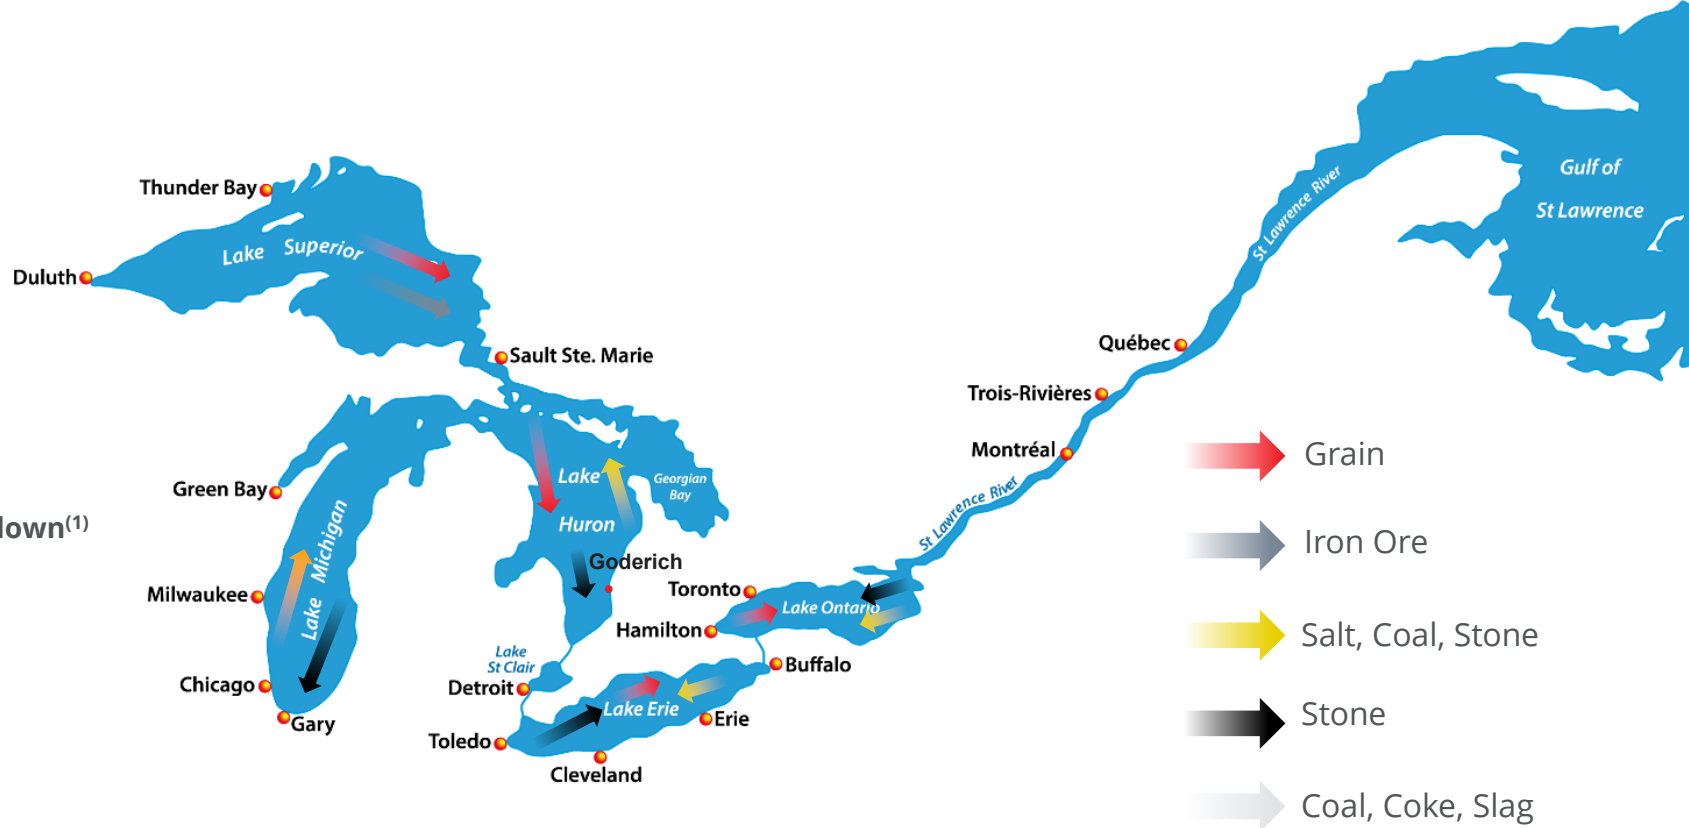 Thunder Bay
Lake Superior
Duluth
Sault Ste. Marie
Gulf of
St Lawrence
St Lawrence River
Québec
Trois-Rivières
Montréal
St Lawrence River
Green Bay
Lake Michigan
Lake
Huron
Georgian
Bay
Goderich
lown(1)
Milwaukee
Toronto
Lake Ontario
Hamilton
Lake
St Clair
Buffalo
Chicago
Detroit
Gary
Lake Erie
Erie
Toledo
Cleveland
Grain
Iron Ore
Salt, Coal, Stone
Stone
Coal, Coke, Slag